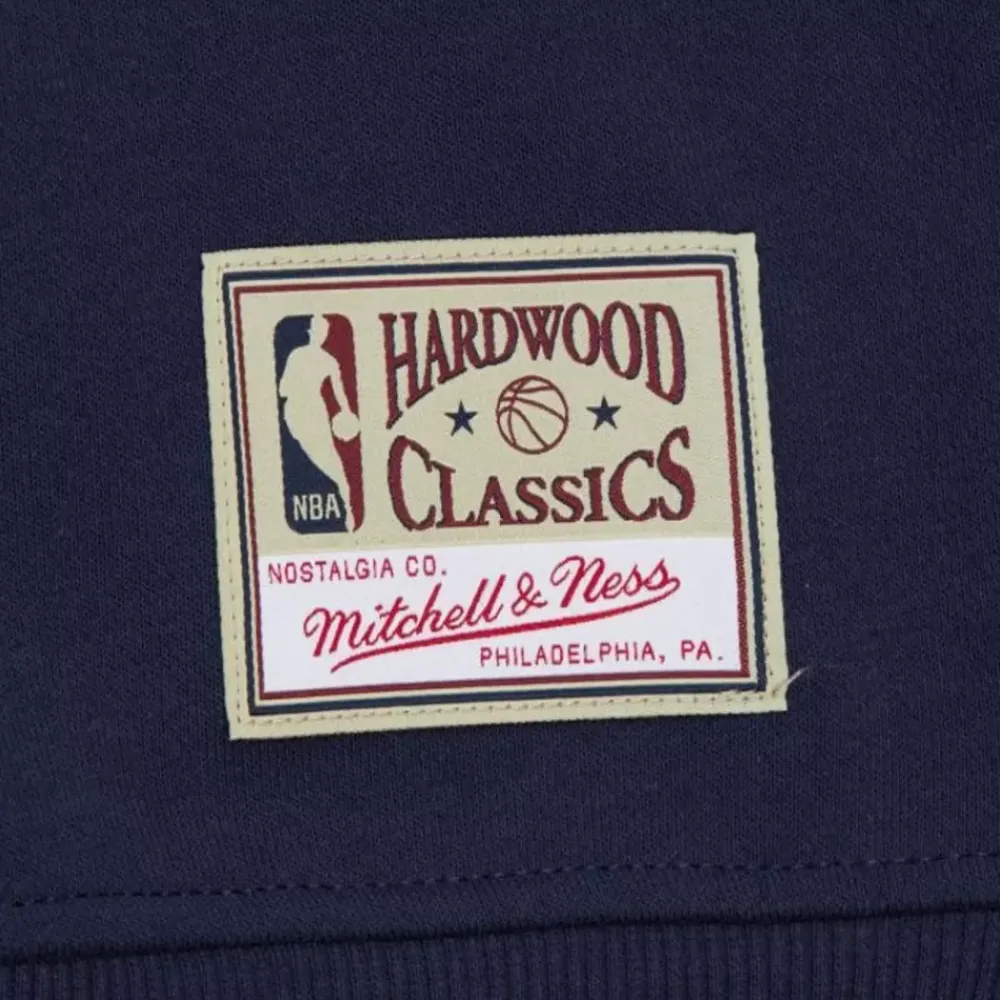 HARDWOOD
CLASSICS
NBA
NOSTALGIA CO.
Mitchell & Ness
PHILADELPHIA, PA.